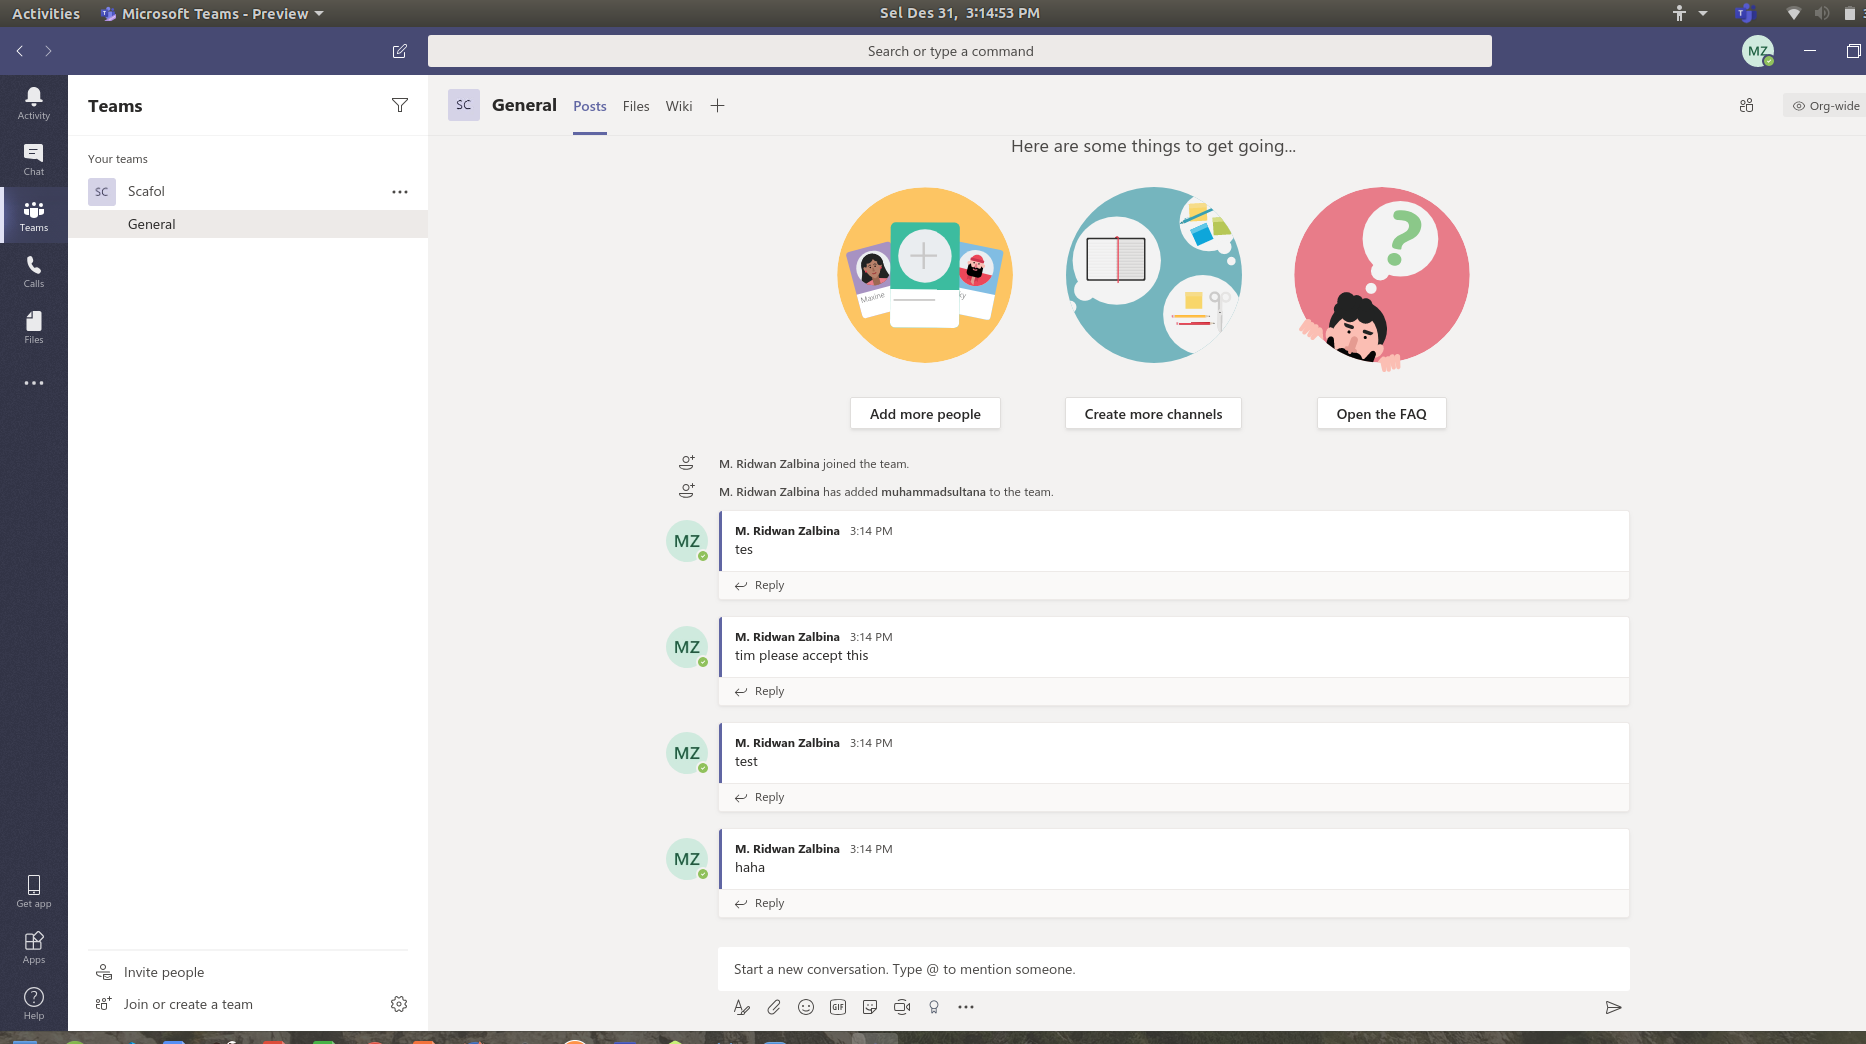 Activities
Microsoft Teams - Preview
Sel Des 31, 3:14:53 PM
Search or type a command
MZ
Activity
Chat
Teams
Calls
Files
Get app
Apps
Help
Teams
Your teams
SC Scafol
General
Invite people
Join or create a team
SC General Posts Files Wiki
Org-wide
Here are some things to get going...
Maxine
Add more people
Create more channels
Open the FAQ
M. Ridwan Zalbina joined the team.
M. Ridwan Zalbina has added muhammadsultana to the team.
MZ
M. Ridwan Zalbina 3:14 PM
tes
Reply
MZ
M. Ridwan Zalbina 3:14 PM
tim please accept this
Reply
MZ
M. Ridwan Zalbina 3:14 PM
test
Reply
MZ
M. Ridwan Zalbina 3:14 PM
haha
Reply
Start a new conversation. Type @ to mention someone.
GIF